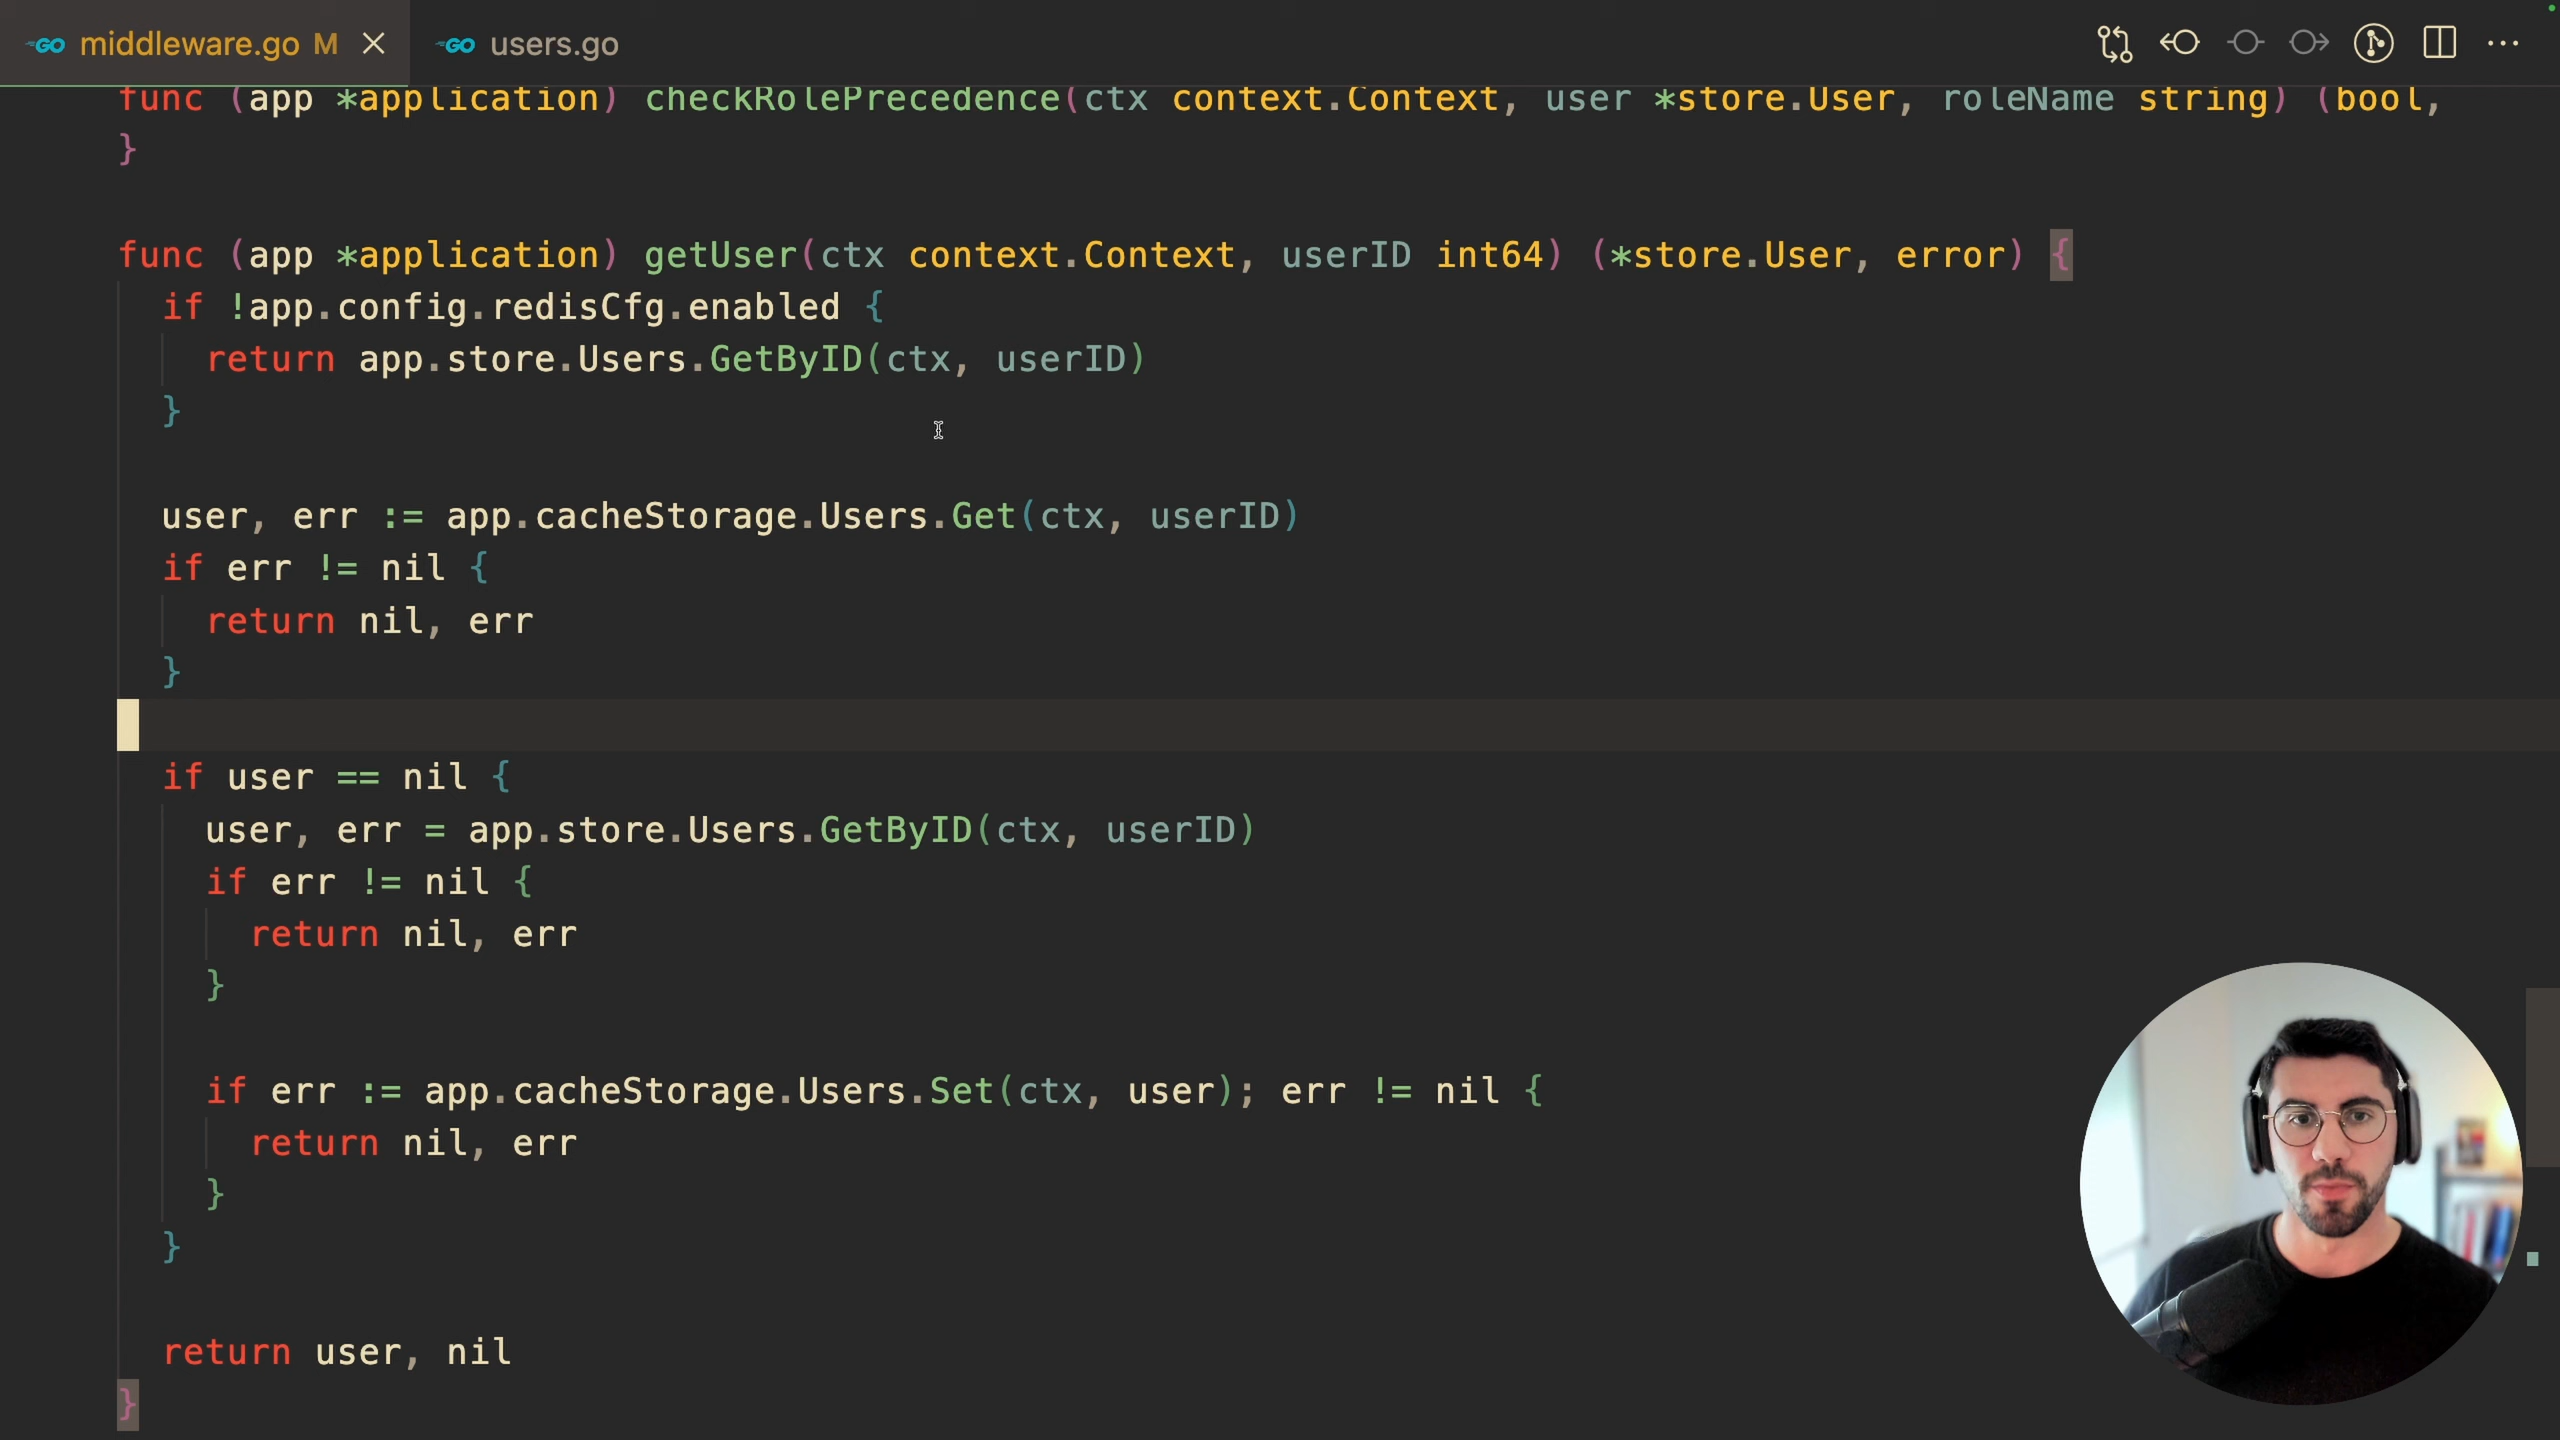 GO middleware.go M GO users.go
func (app *application) checkRolePrecedence(ctx context.Context, user *store.User, roleName string) (bool,
}
func (app *application) getUser(ctx context.Context, userID int64) (*store.User, error) {
if !app.config.redisCfg.enabled {
return app.store.Users.GetByID(ctx, userID)
}
user, err := app.cacheStorage.Users.Get(ctx, userID)
if err != nil {
return nil, err
}
if user == nil {
user, err = app.store.Users.GetByID(ctx, userID)
if err != nil {
return nil, err
}
if err := app.cacheStorage.Users.Set(ctx, user); err != nil {
return nil, err
}
}
return user, nil
}